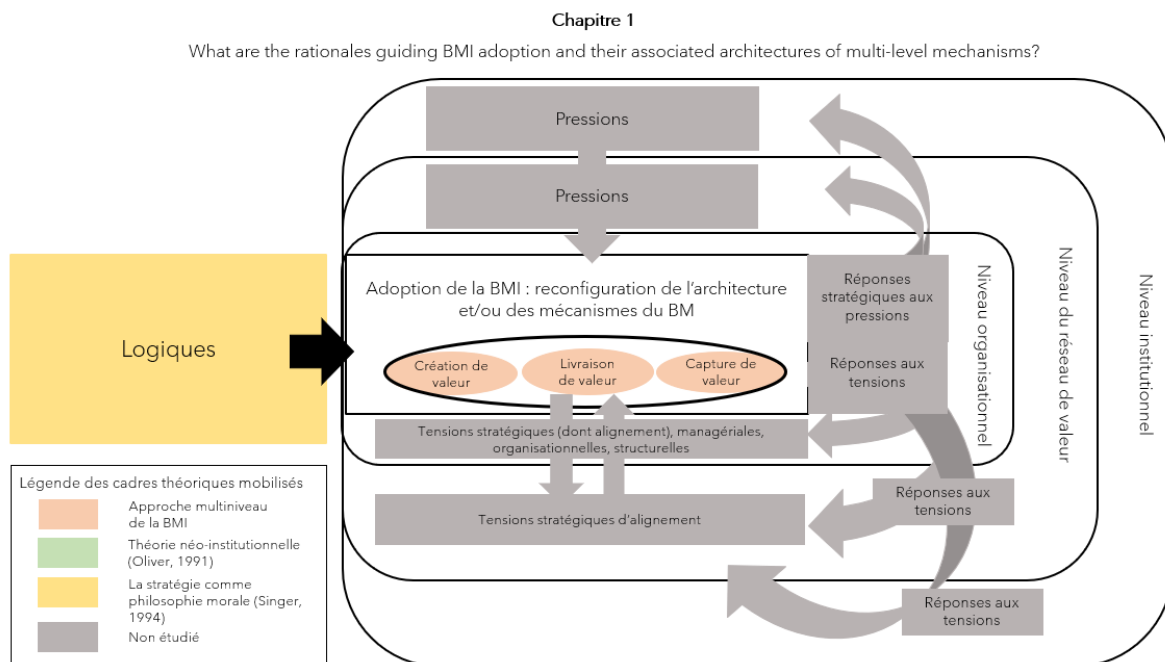 Chapitre 1
What are the rationales guiding BMI adoption and their associated architectures of multi-level mechanisms?
Pressions
Pressions
Logiques
Adoption de la BMI : reconfiguration de l'architecture
et/ou des mécanismes du BM
Création de
valeur
Livraison
de valeur
Capture de
valeur
Réponses
stratégiques aux
pressions
Réponses aux
tensions
Niveau organisationnel
Niveau du réseau de valeur
Niveau institutionnel
Tensions stratégiques (dont alignement), managériales,
organisationnelles, structurelles
Tensions stratégiques d'alignement
Réponses aux
tensions
Réponses aux
tensions
Légende des cadres théoriques mobilisés
Approche multiniveau
de la BMI
Théorie néo-institutionnelle
(Oliver, 1991)
La stratégie comme
philosophie morale (Singer,
1994)
Non étudié